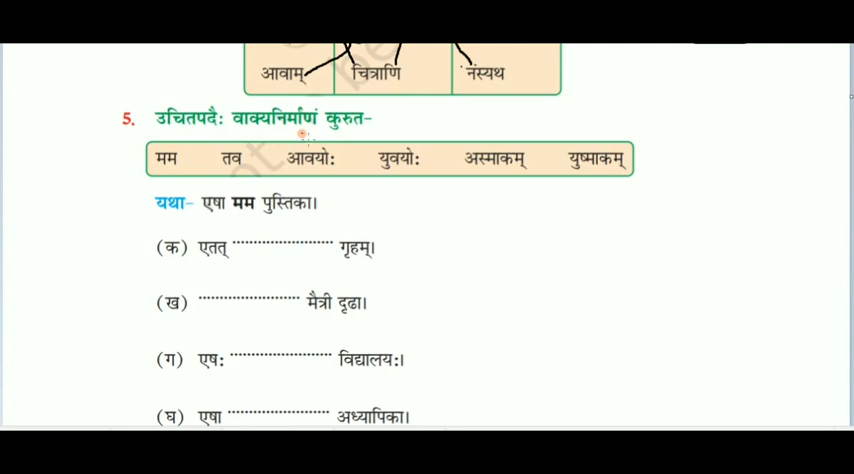 आवाम् चित्राणि नंस्यथ
5. उचितपदैः वाक्यनिर्माणं कुरुत-
मम तव आवयोः युवयोः अस्माकम् युष्माकम्
यथा- एषा मम पुस्तिका।
(क) एतत् ........................ गृहम्।
(ख) ........................ मैत्री दृढा।
(ग) एषः ........................ विद्यालयः।
(घ) एषा ........................ अध्यापिका।